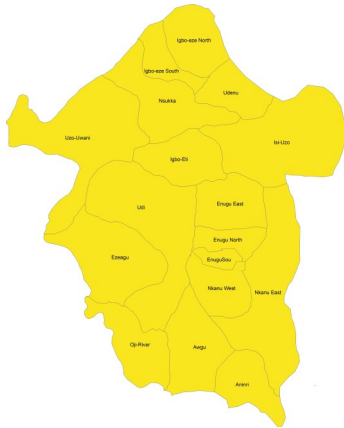 Igbo-eze North
Igbo-eze South
Udenu
Nsukka
Uzo-Uwani
Isi-Uzo
Igbo-Eti
Udi
Enugu East
Enugu North
EnuguSou
Ezeagu
Nkanu West
Nkanu East
Oji-River
Awgu
Aninri